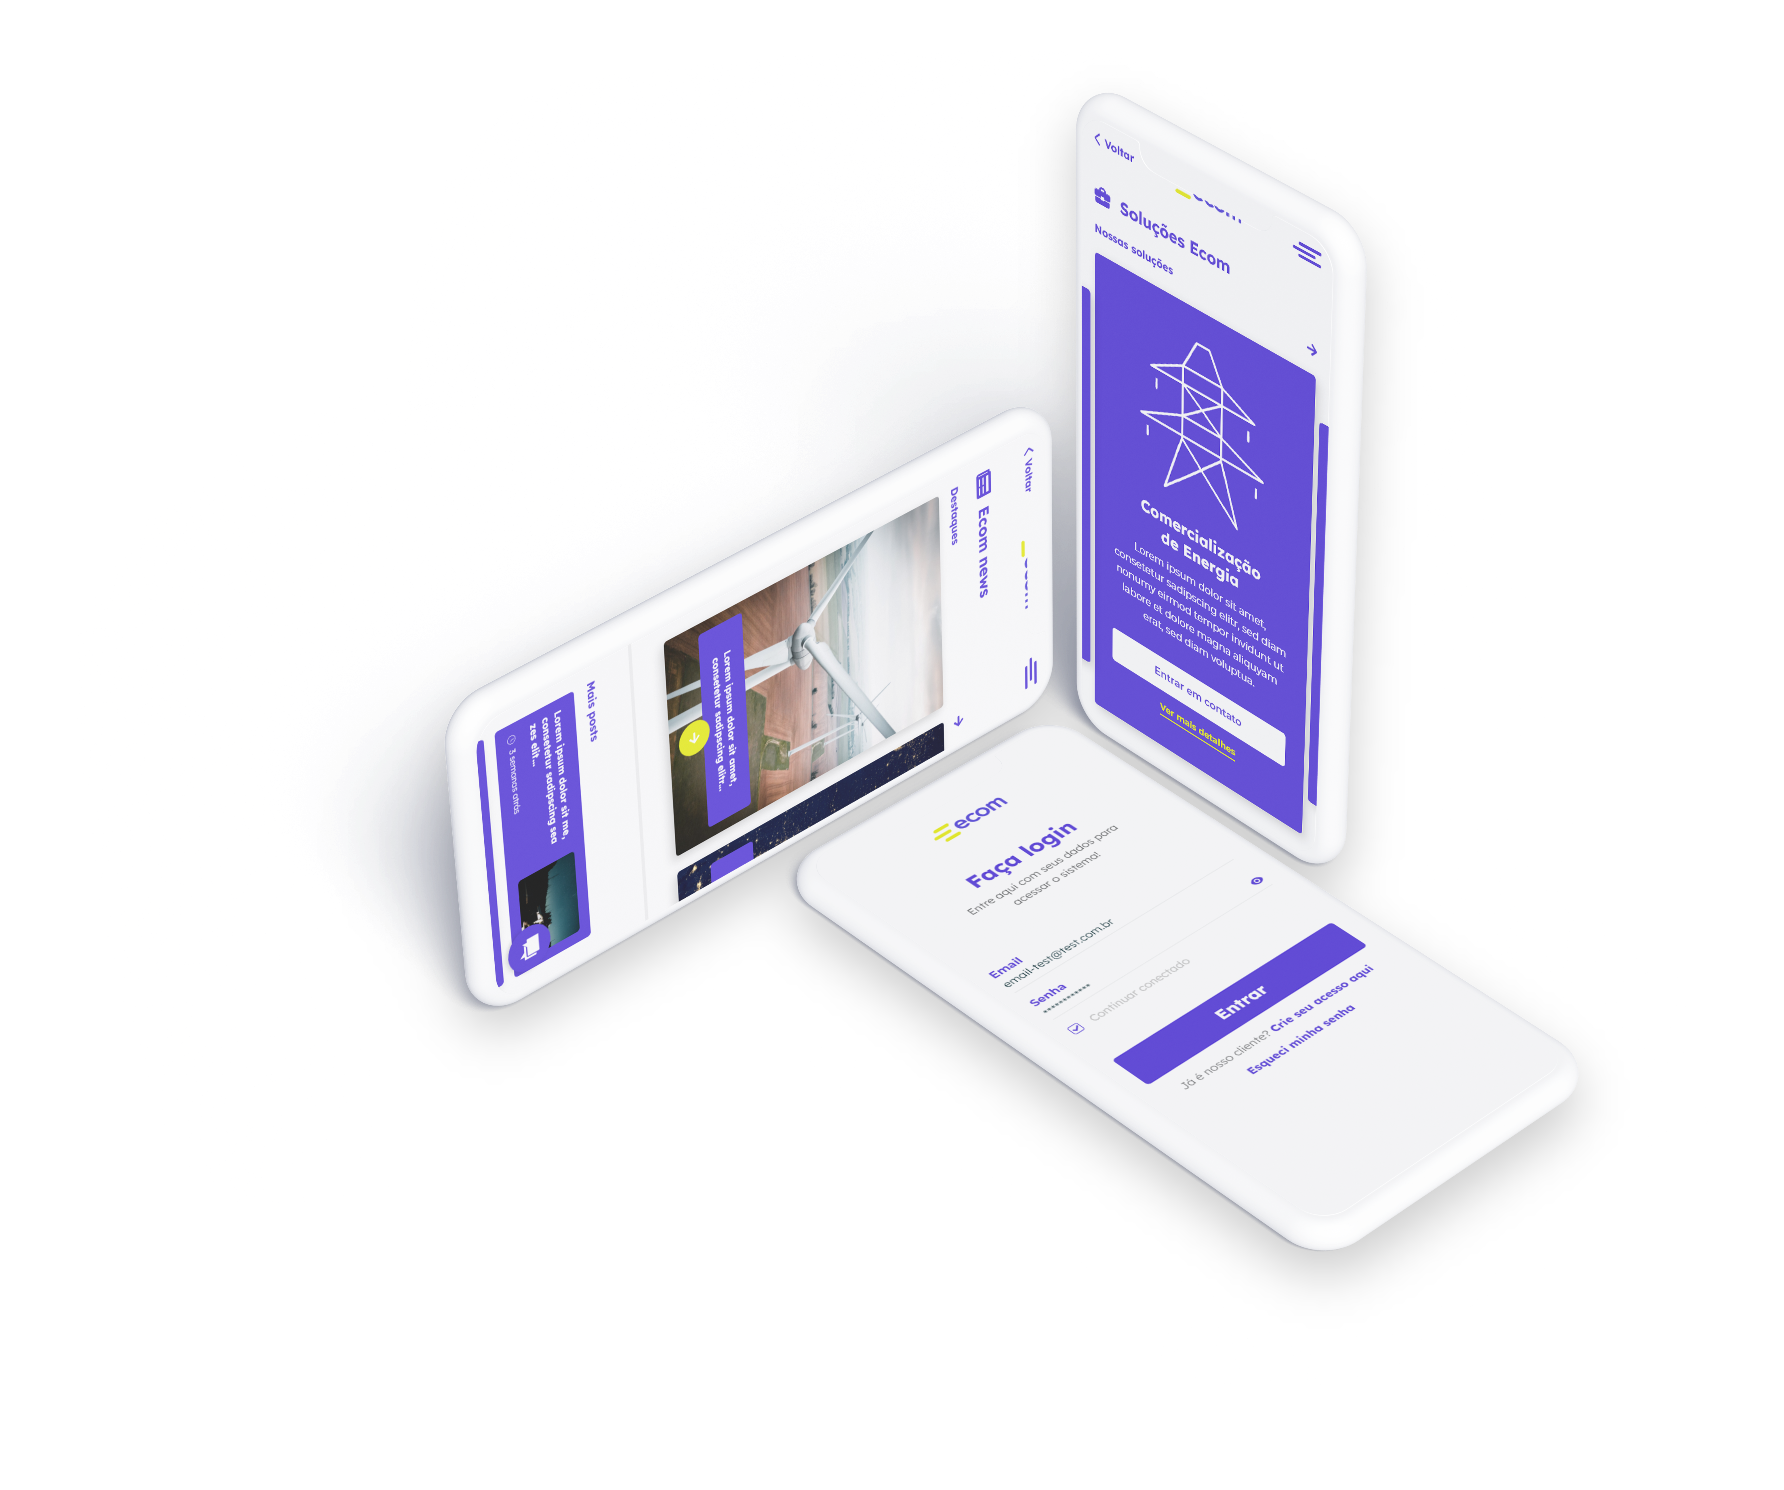 Voltar
ecom
Soluções Ecom
Nossas soluções
Comercialização
de Energia
Lorem ipsum dolor sit amet,
consetetur sadipscing elitr, sed diam
nonumy eirmod tempor invidunt ut
labore et dolore magna aliquyam
erat, sed diam voluptua.
Entrar em contato
Ver mais detalhes
Voltar
ecom
Ecom news
Destaques
Lorem ipsum dolor sit amet,
consetetur sadipscing elitr...
Mais posts
Lorem ipsum dolor sit me,
consetetur sadipscing sea
zes elit...
3 semanas atrás
ecom
Faça login
Entre aqui com seus dados para
acessar o sistema!
Email
email-test@test.com.br
Senha
••••••••••••
Continuar conectado
Entrar
Já é nosso cliente? Crie seu acesso aqui
Esqueci minha senha